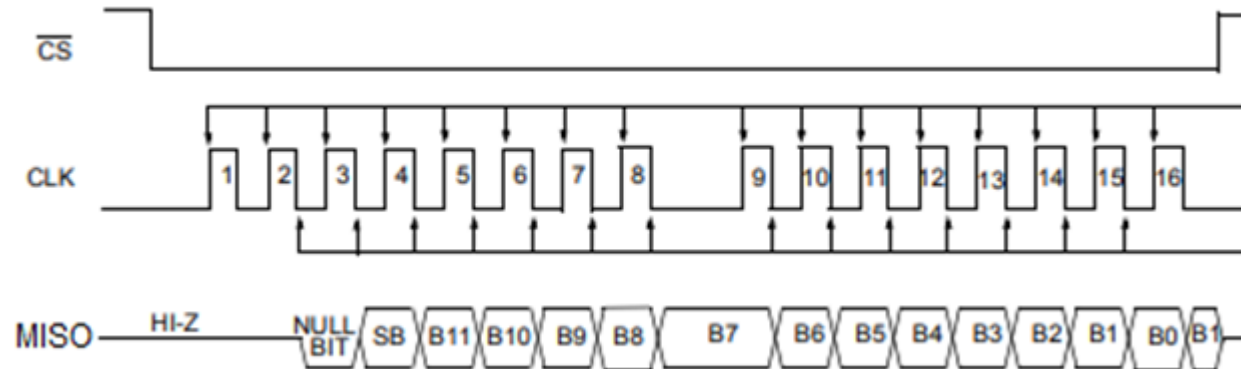 CS
CLK 1 2 3 4 5 6 7 8 9 10 11 12 13 14 15 16
MISO HI-Z NULL BIT SB B11 B10 B9 B8 B7 B6 B5 B4 B3 B2 B1 B0 B1